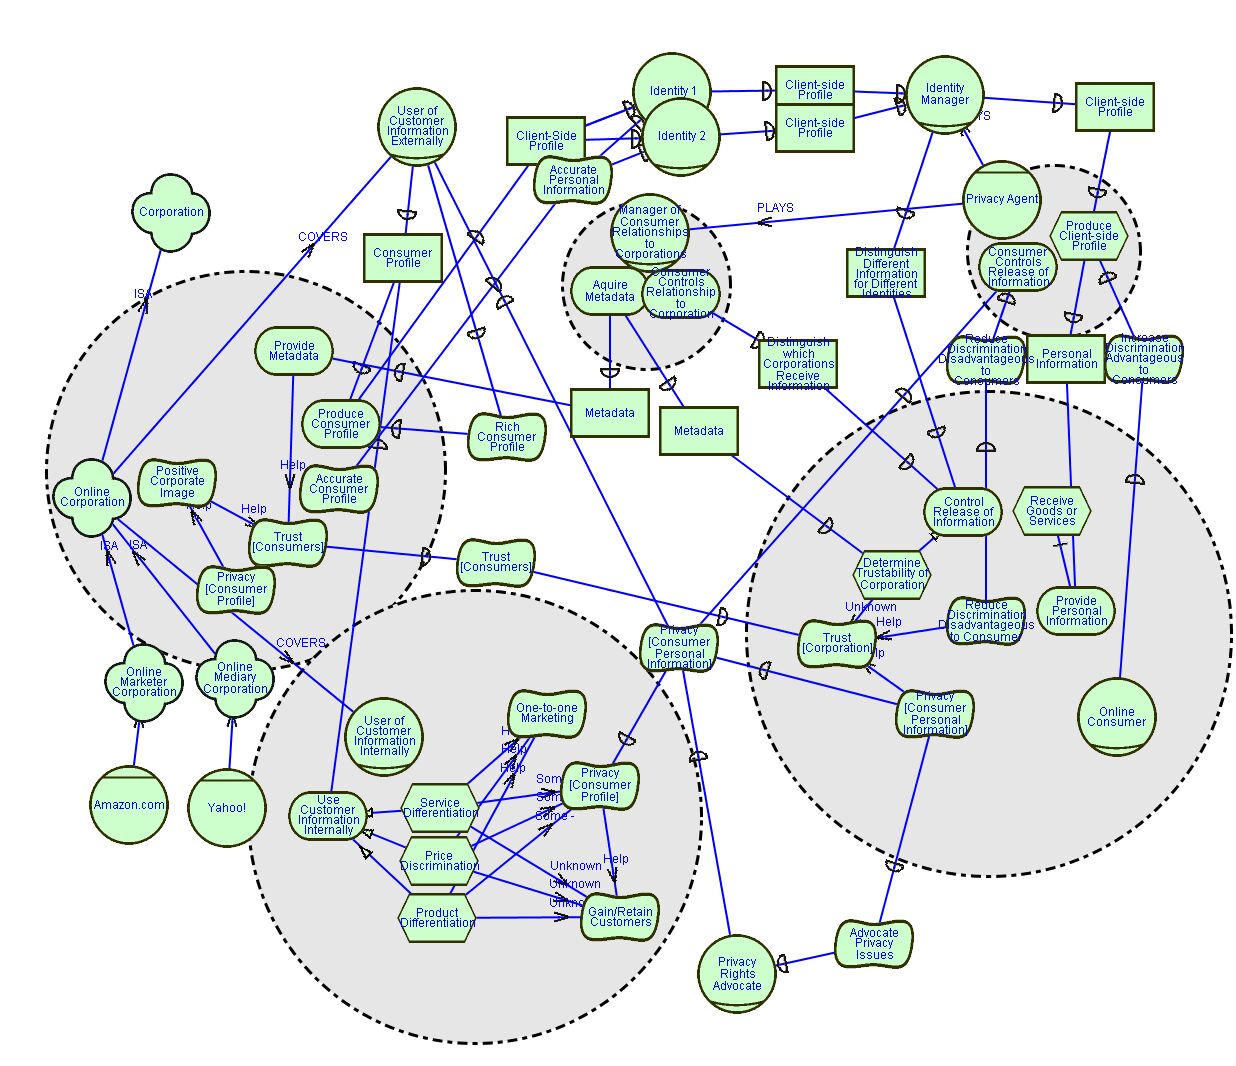 Identity 1
Client-side
Profile
Identity
Manager
Client-side
Profile
User of
Customer
Information
Externally
Client-Side
Profile
Identity 2
Client-side
Profile
Accurate
Personal
Information
Corporation
COVERS
Consumer
Profile
Manager of
Consumer
Relationships
to
Corporations
PLAYS
Privacy Agent
Produce
Client-side
Profile
Consumer
Controls
Release of
Information
Distinguish
Different
Information
for Different
Identities
Aquire
Metadata
Consumer
Controls
Relationship
to
Corporation
ISA
Provide
Metadata
Distinguish
which
Corporations
Receive
Information
Reduce
Discrimination
Disadvantageous
to
Consumers
Personal
Information
Increase
Discrimination
Advantageous
to
Consumers
Produce
Consumer
Profile
Rich
Consumer
Profile
Metadata
Metadata
Help
Positive
Corporate
Image
Accurate
Consumer
Profile
Online
Corporation
Help
Trust
[Consumers]
Privacy
[Consumer
Profile]
ISA
ISA
Trust
[Consumers]
Control
Release of
Information
Receive
Goods or
Services
Determine
Trustability of
Corporation
Unknown
Help
Trust
[Corporation]
Reduce
Discrimination
Disadvantageous
to Consumer
Provide
Personal
Information
COVERS
Privacy
[Consumer
Personal
Information]
Online
Marketer
Corporation
Online
Mediary
Corporation
Privacy
[Consumer
Personal
Information]
Online
Consumer
User of
Customer
Information
Internally
One-to-one
Marketing
Help
Help
Amazon.com
Yahoo!
Use
Customer
Information
Internally
Service
Differentiation
Privacy
[Consumer
Profile]
Some -
Price
Discrimination
Unknown
Help
Unknown
Product
Differentiation
Gain/Retain
Customers
Advocate
Privacy
Issues
Privacy
Rights
Advocate